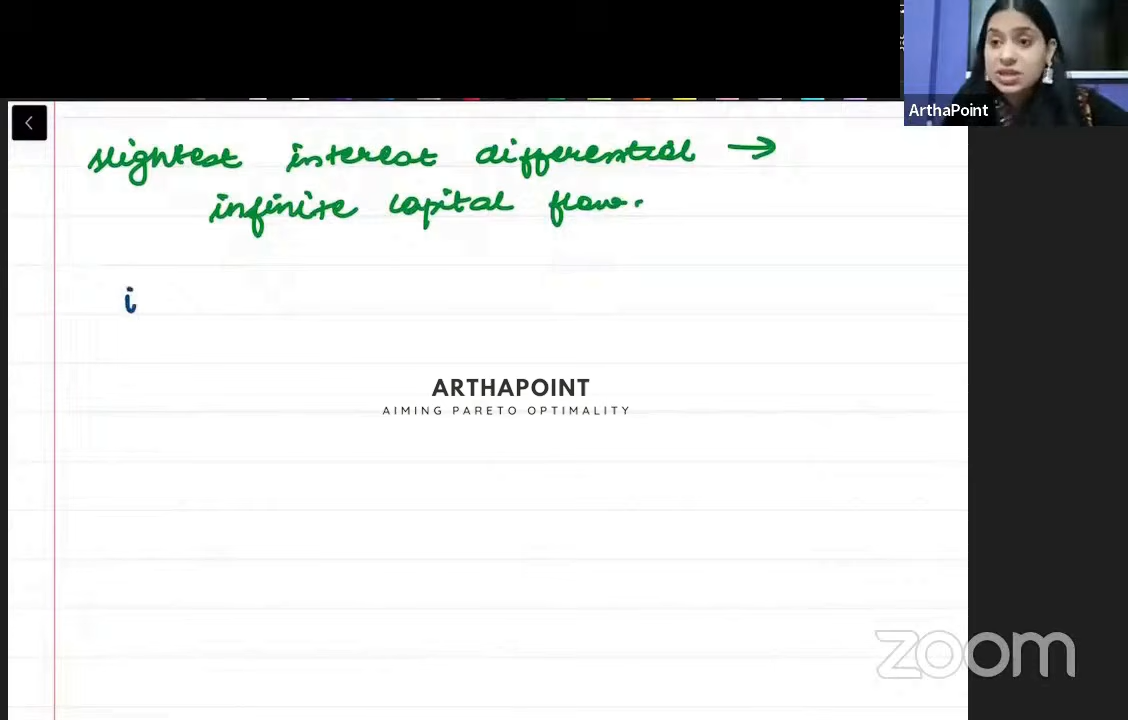 ArthaPoint
slightest interest differential →
infinite capital flow.
i
ARTHAPOINT
AIMING PARETO OPTIMALITY
zoom